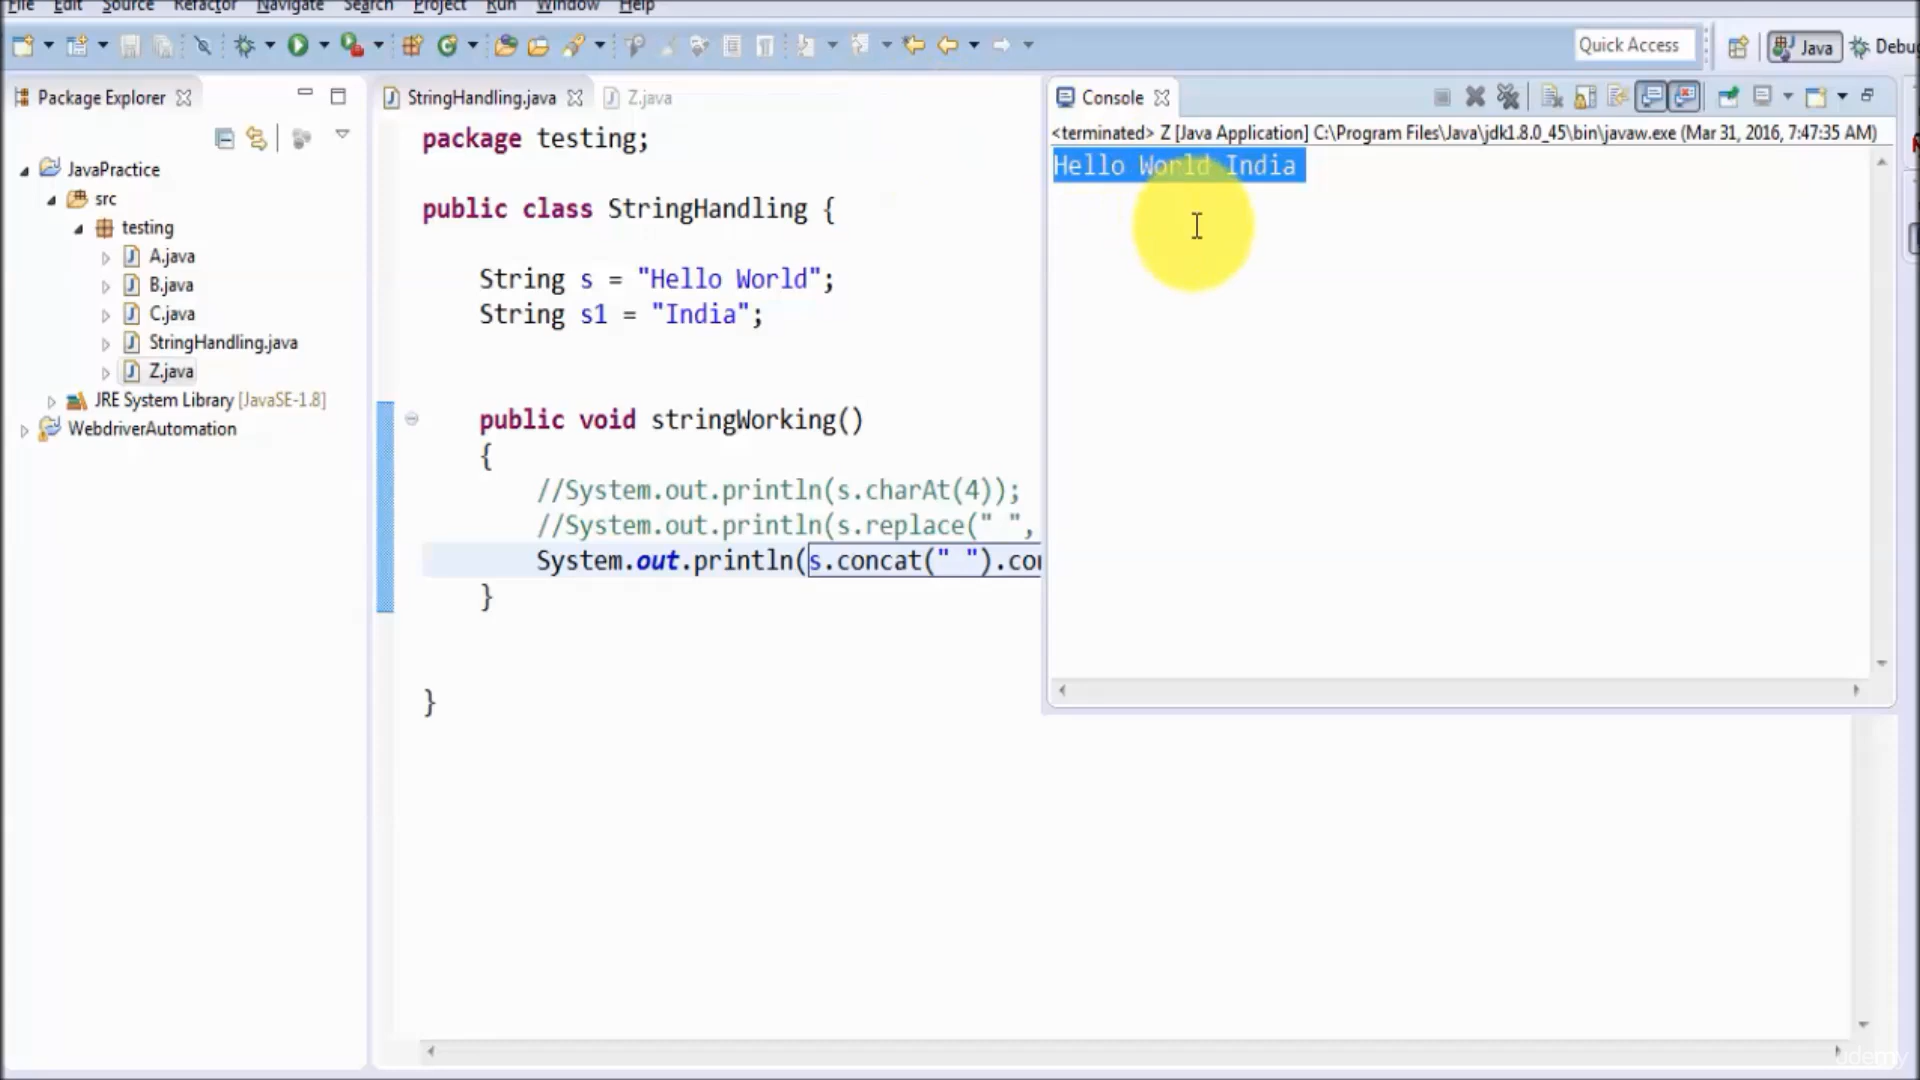 File Edit Source Refactor Navigate Search Project Run Window Help
Quick Access
Java
Debu
Package Explorer
JavaPractice
src
testing
A.java
B.java
C.java
StringHandling.java
Z.java
JRE System Library [JavaSE-1.8]
WebdriverAutomation
StringHandling.java
Z.java
package testing;
public class StringHandling {
String s = "Hello World";
String s1 = "India";
public void stringWorking()
{
//System.out.println(s.charAt(4));
//System.out.println(s.replace(" ",
System.out.println(s.concat(" ").con
}
}
Console
<terminated> Z [Java Application] C:\Program Files\Java\jdk1.8.0_45\bin\javaw.exe (Mar 31, 2016, 7:47:35 AM)
Hello World India
udemy